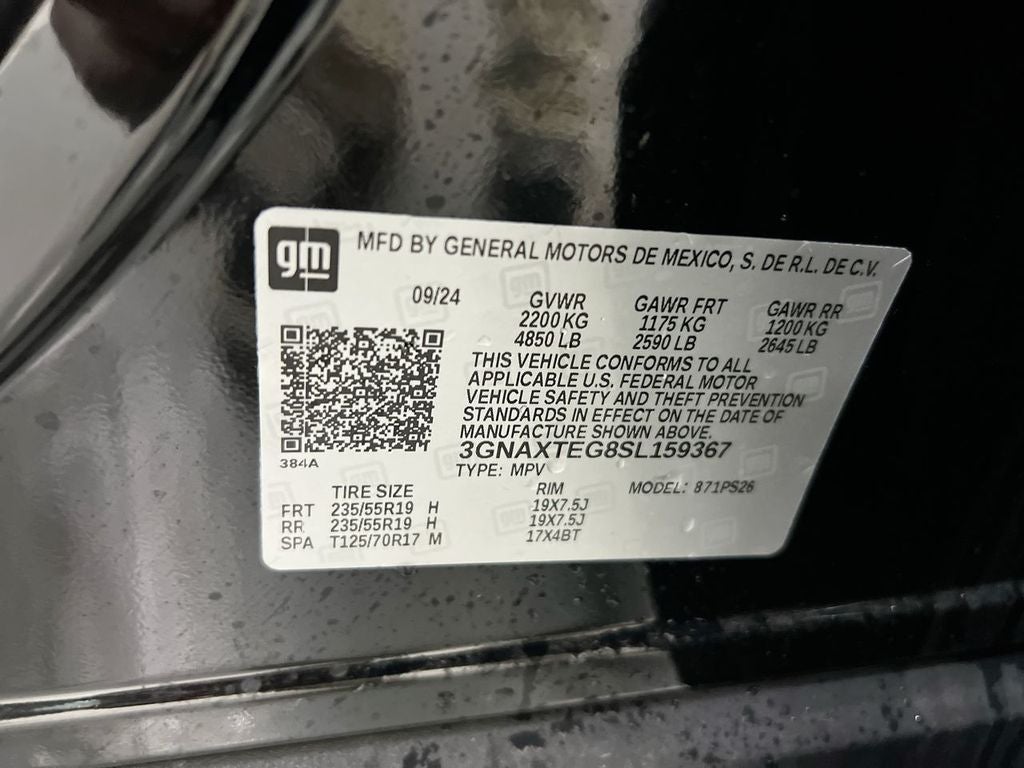 gm
MFD BY GENERAL MOTORS DE MEXICO, S. DE R.L. DE C.V.
09/24 GVWR GAWR FRT GAWR RR
2200 KG 1175 KG 1200 KG
4850 LB 2590 LB 2645 LB
THIS VEHICLE CONFORMS TO ALL
APPLICABLE U.S. FEDERAL MOTOR
VEHICLE SAFETY AND THEFT PREVENTION
STANDARDS IN EFFECT ON THE DATE OF
MANUFACTURE SHOWN ABOVE.
3GNAXTEG8SL159367
384A
TYPE: MPV
TIRE SIZE RIM MODEL: 871PS26
FRT 235/55R19 H 19X7.5J
RR 235/55R19 H 19X7.5J
SPA T125/70R17 M 17X4BT